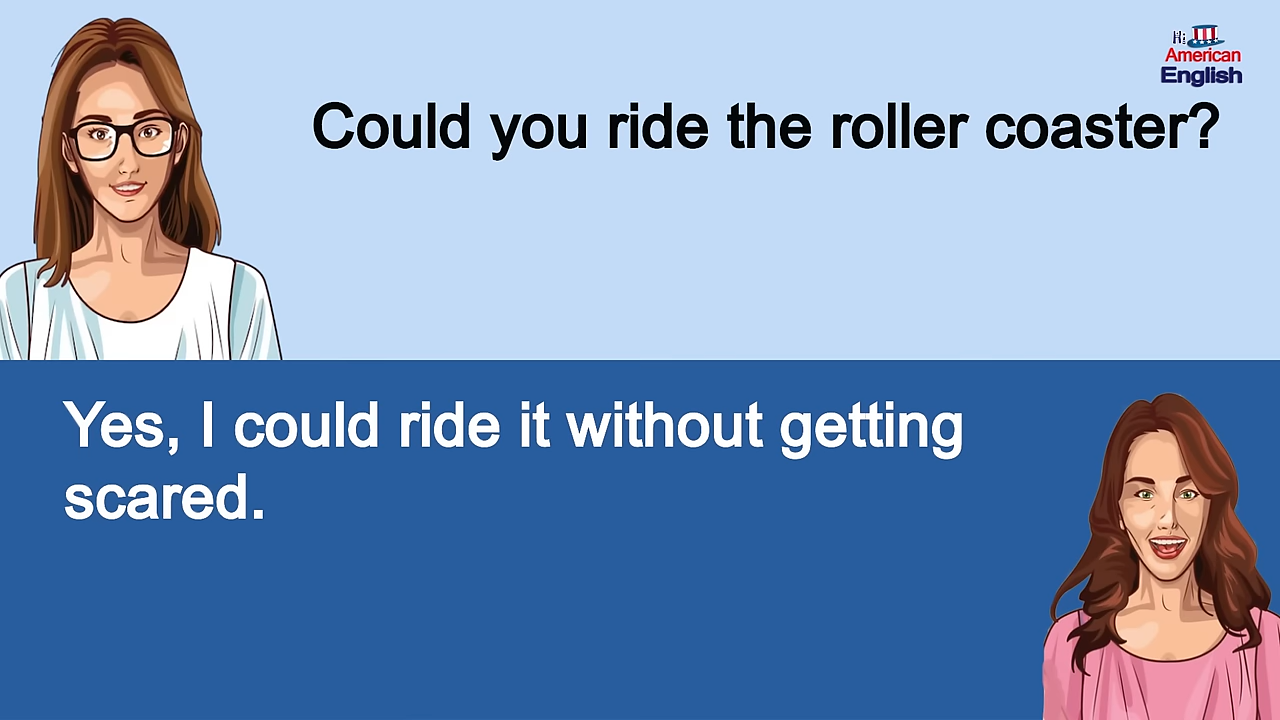 Hi
American
English
Could you ride the roller coaster?
Yes, I could ride it without getting
scared.